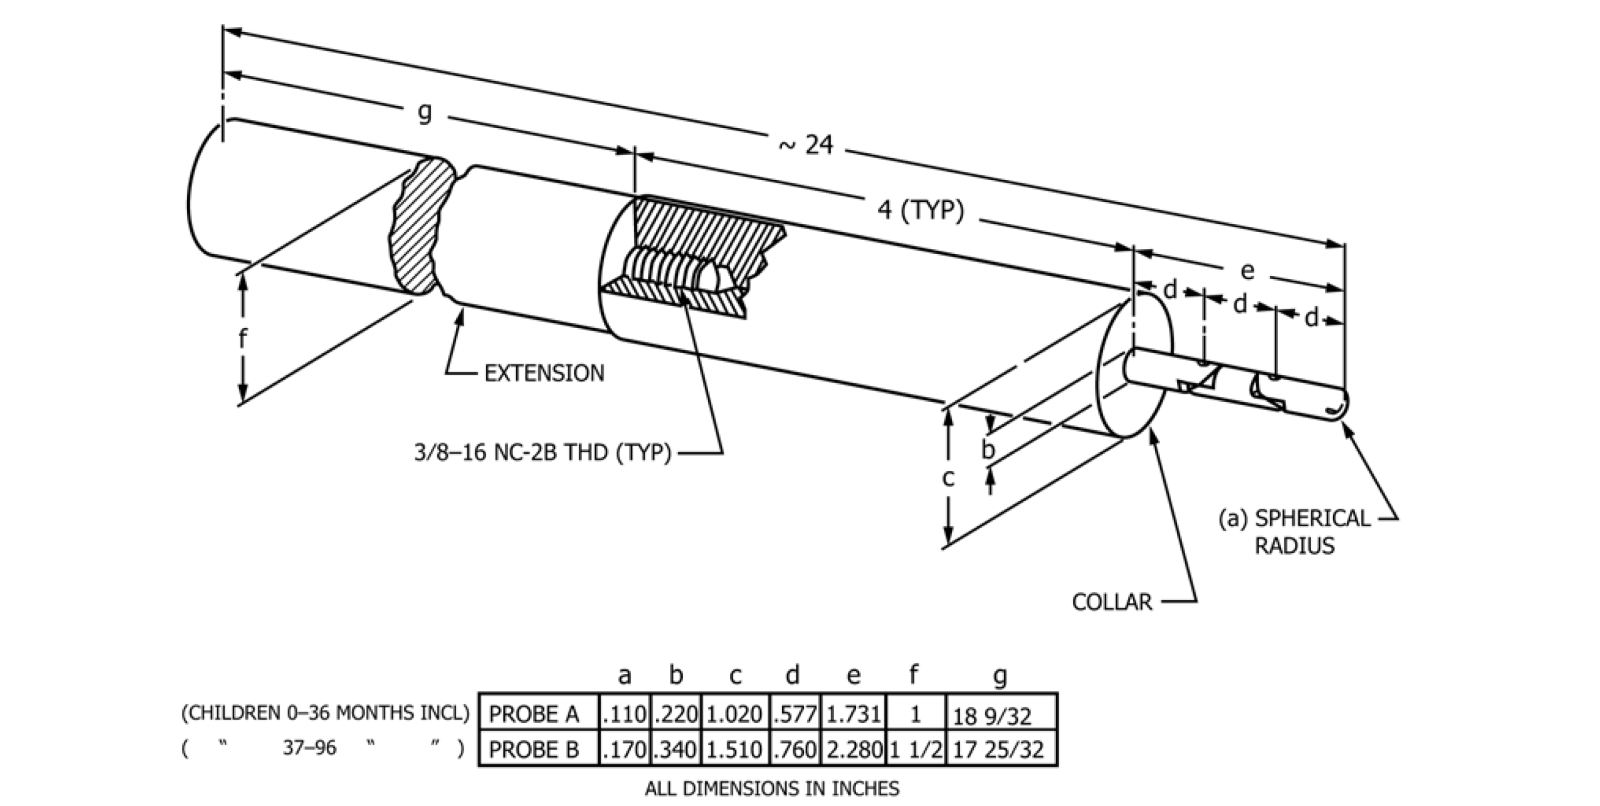 g
~ 24
4 (TYP)
e
d
d
d
f
EXTENSION
3/8–16 NC-2B THD (TYP)
b
c
(a) SPHERICAL
RADIUS
COLLAR
a b c d e f g
(CHILDREN 0–36 MONTHS INCL) PROBE A .110 .220 1.020 .577 1.731 1 18 9/32
( “ 37–96 “ ” ) PROBE B .170 .340 1.510 .760 2.280 1 1/2 17 25/32
ALL DIMENSIONS IN INCHES